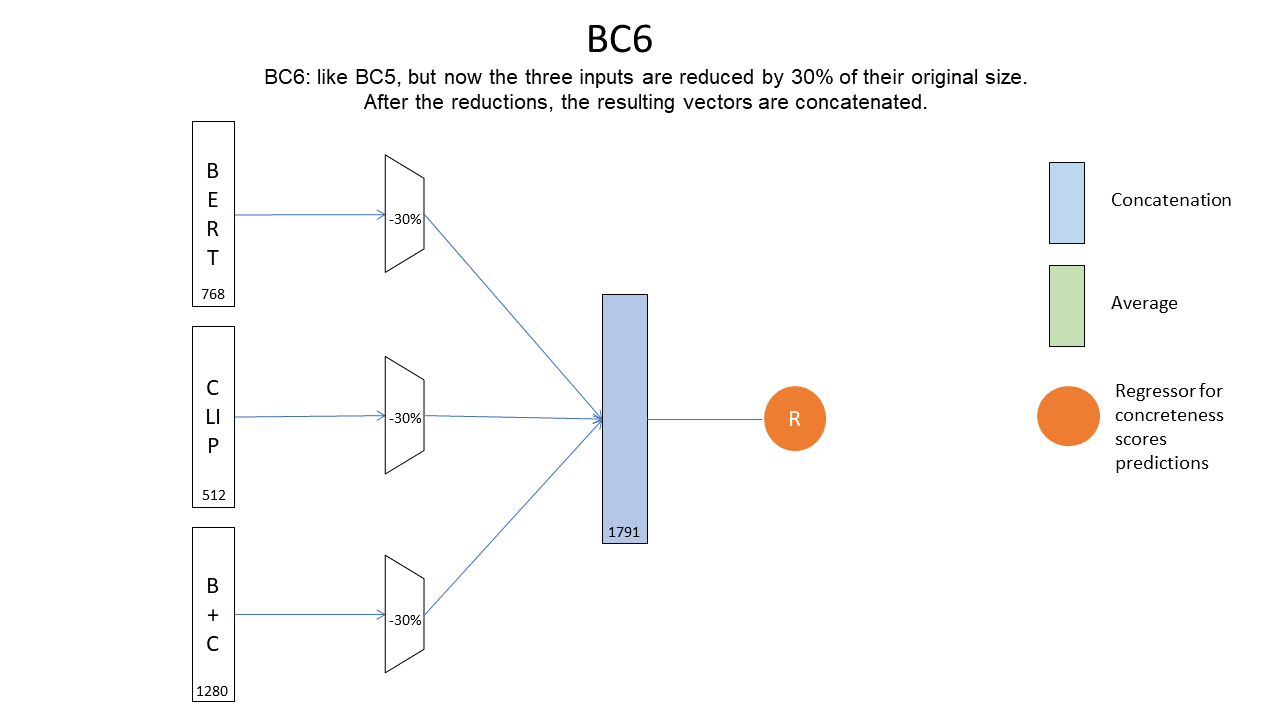 BC6
BC6: like BC5, but now the three inputs are reduced by 30% of their original size.
After the reductions, the resulting vectors are concatenated.
B
E
R
T
768
-30%
C
LI
P
512
-30%
B
+
C
1280
-30%
1791
R
Concatenation
Average
Regressor for
concreteness
scores
predictions